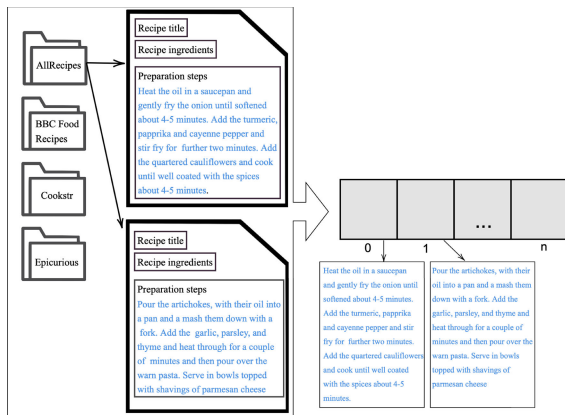 AllRecipes
BBC Food
Recipes
Cookstr
Epicurious
Recipe title
Recipe ingredients
Preparation steps
Heat the oil in a saucepan and
gently fry the onion until softened
about 4-5 minutes. Add the turmeric,
papprika and cayenne pepper and
stir fry for further two minutes. Add
the quartered cauliflowers and cook
until well coated with the spices
about 4-5 minutes.
Recipe title
Recipe ingredients
Preparation steps
Pour the artichokes, with their oil into
a pan and a mash them down with a
fork. Add the garlic, parsley, and
thyme and heat through for a couple
of minutes and then pour over the
warn pasta. Serve in bowls topped
with shavings of parmesan cheese
...
0
1
n
Heat the oil in a saucepan
and gently fry the onion until
softened about 4-5 minutes.
Add the turmeric, papprika
and cayenne pepper and stir
fry for further two minutes.
Add the quartered cauliflowers
and cook until well coated
with the spices about 4-5
minutes.
Pour the artichokes, with their
oil into a pan and a mash them
down with a fork. Add the
garlic, parsley, and thyme and
heat through for a couple of
minutes and then pour over the
warn pasta. Serve in bowls
topped with shavings of
parmesan cheese